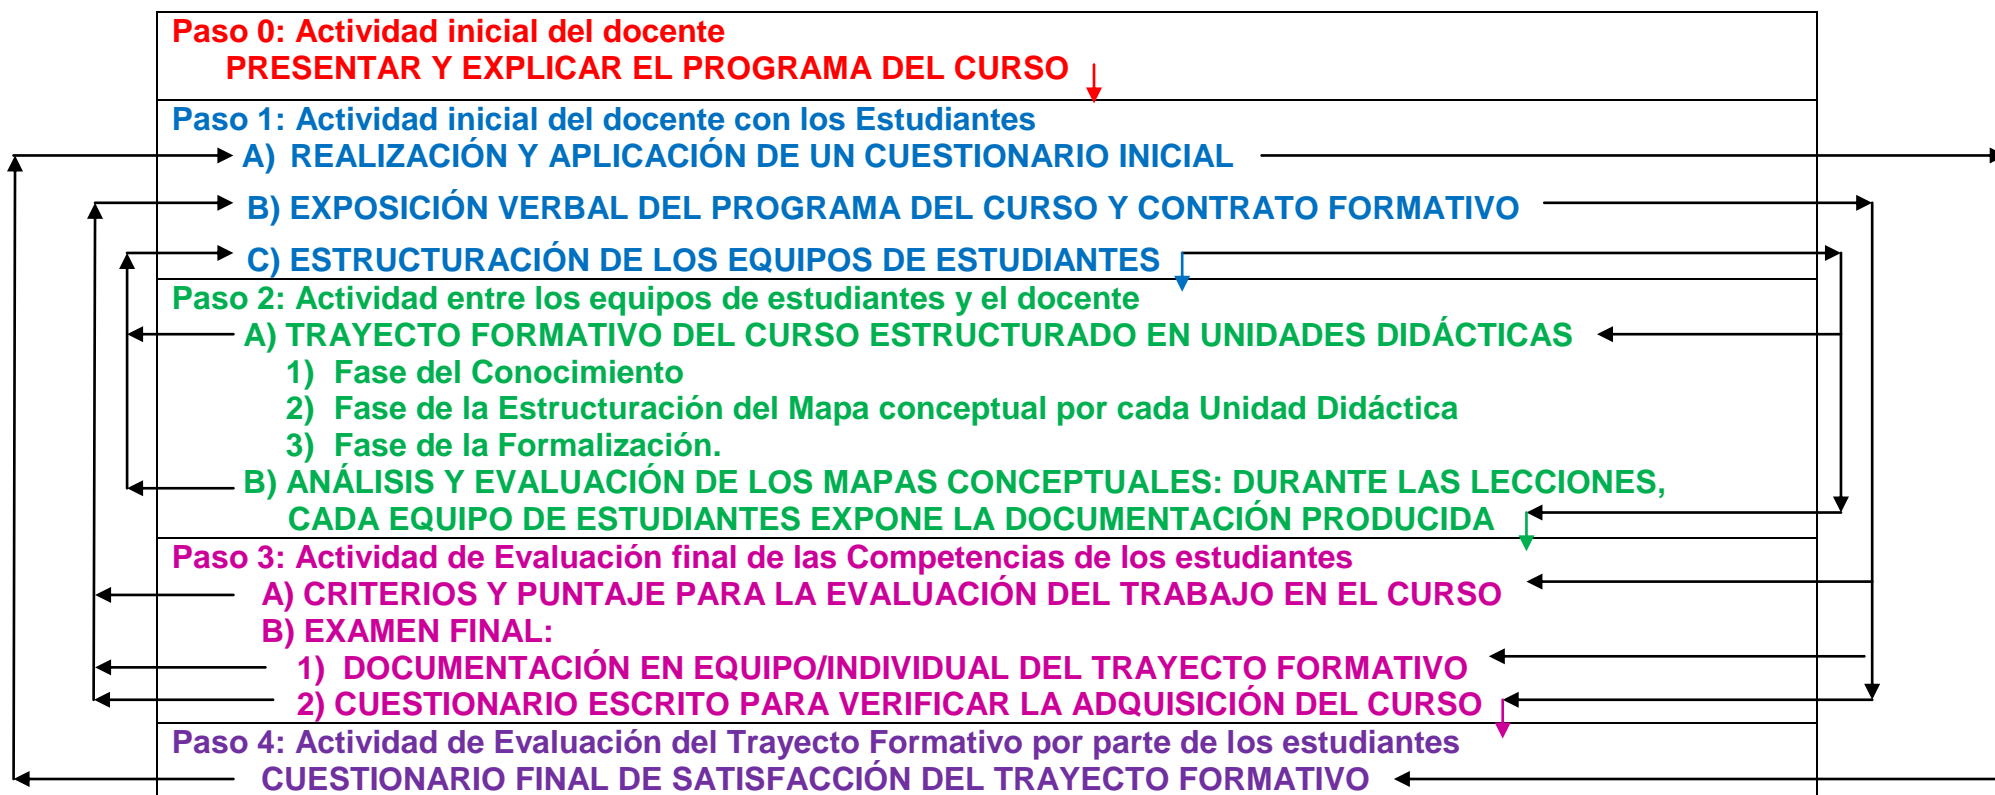 Paso 0: Actividad inicial del docente
PRESENTAR Y EXPLICAR EL PROGRAMA DEL CURSO
Paso 1: Actividad inicial del docente con los Estudiantes
A) REALIZACIÓN Y APLICACIÓN DE UN CUESTIONARIO INICIAL
B) EXPOSICIÓN VERBAL DEL PROGRAMA DEL CURSO Y CONTRATO FORMATIVO
C) ESTRUCTURACIÓN DE LOS EQUIPOS DE ESTUDIANTES
Paso 2: Actividad entre los equipos de estudiantes y el docente
A) TRAYECTO FORMATIVO DEL CURSO ESTRUCTURADO EN UNIDADES DIDÁCTICAS
1) Fase del Conocimiento
2) Fase de la Estructuración del Mapa conceptual por cada Unidad Didáctica
3) Fase de la Formalización.
B) ANÁLISIS Y EVALUACIÓN DE LOS MAPAS CONCEPTUALES: DURANTE LAS LECCIONES,
CADA EQUIPO DE ESTUDIANTES EXPONE LA DOCUMENTACIÓN PRODUCIDA
Paso 3: Actividad de Evaluación final de las Competencias de los estudiantes
A) CRITERIOS Y PUNTAJE PARA LA EVALUACIÓN DEL TRABAJO EN EL CURSO
B) EXAMEN FINAL:
1) DOCUMENTACIÓN EN EQUIPO/INDIVIDUAL DEL TRAYECTO FORMATIVO
2) CUESTIONARIO ESCRITO PARA VERIFICAR LA ADQUISICIÓN DEL CURSO
Paso 4: Actividad de Evaluación del Trayecto Formativo por parte de los estudiantes
CUESTIONARIO FINAL DE SATISFACCIÓN DEL TRAYECTO FORMATIVO